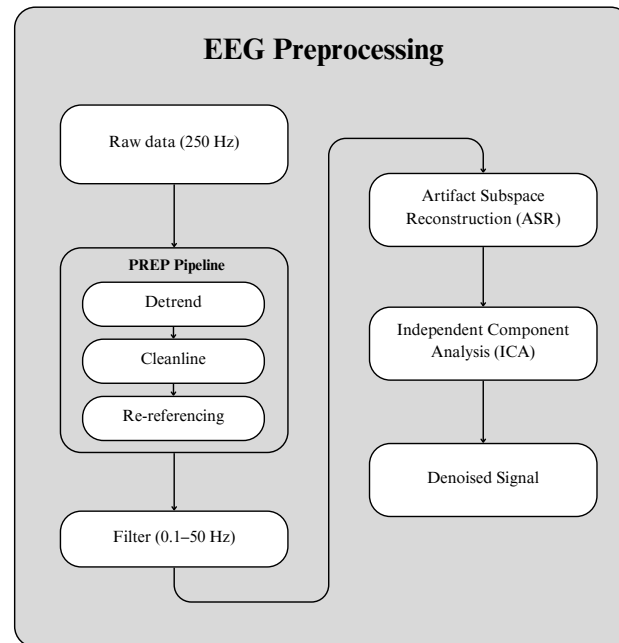 EEG Preprocessing
Raw data (250 Hz)
PREP Pipeline
Detrend
Cleanline
Re-referencing
Filter (0.1–50 Hz)
Artifact Subspace
Reconstruction (ASR)
Independent Component
Analysis (ICA)
Denoised Signal